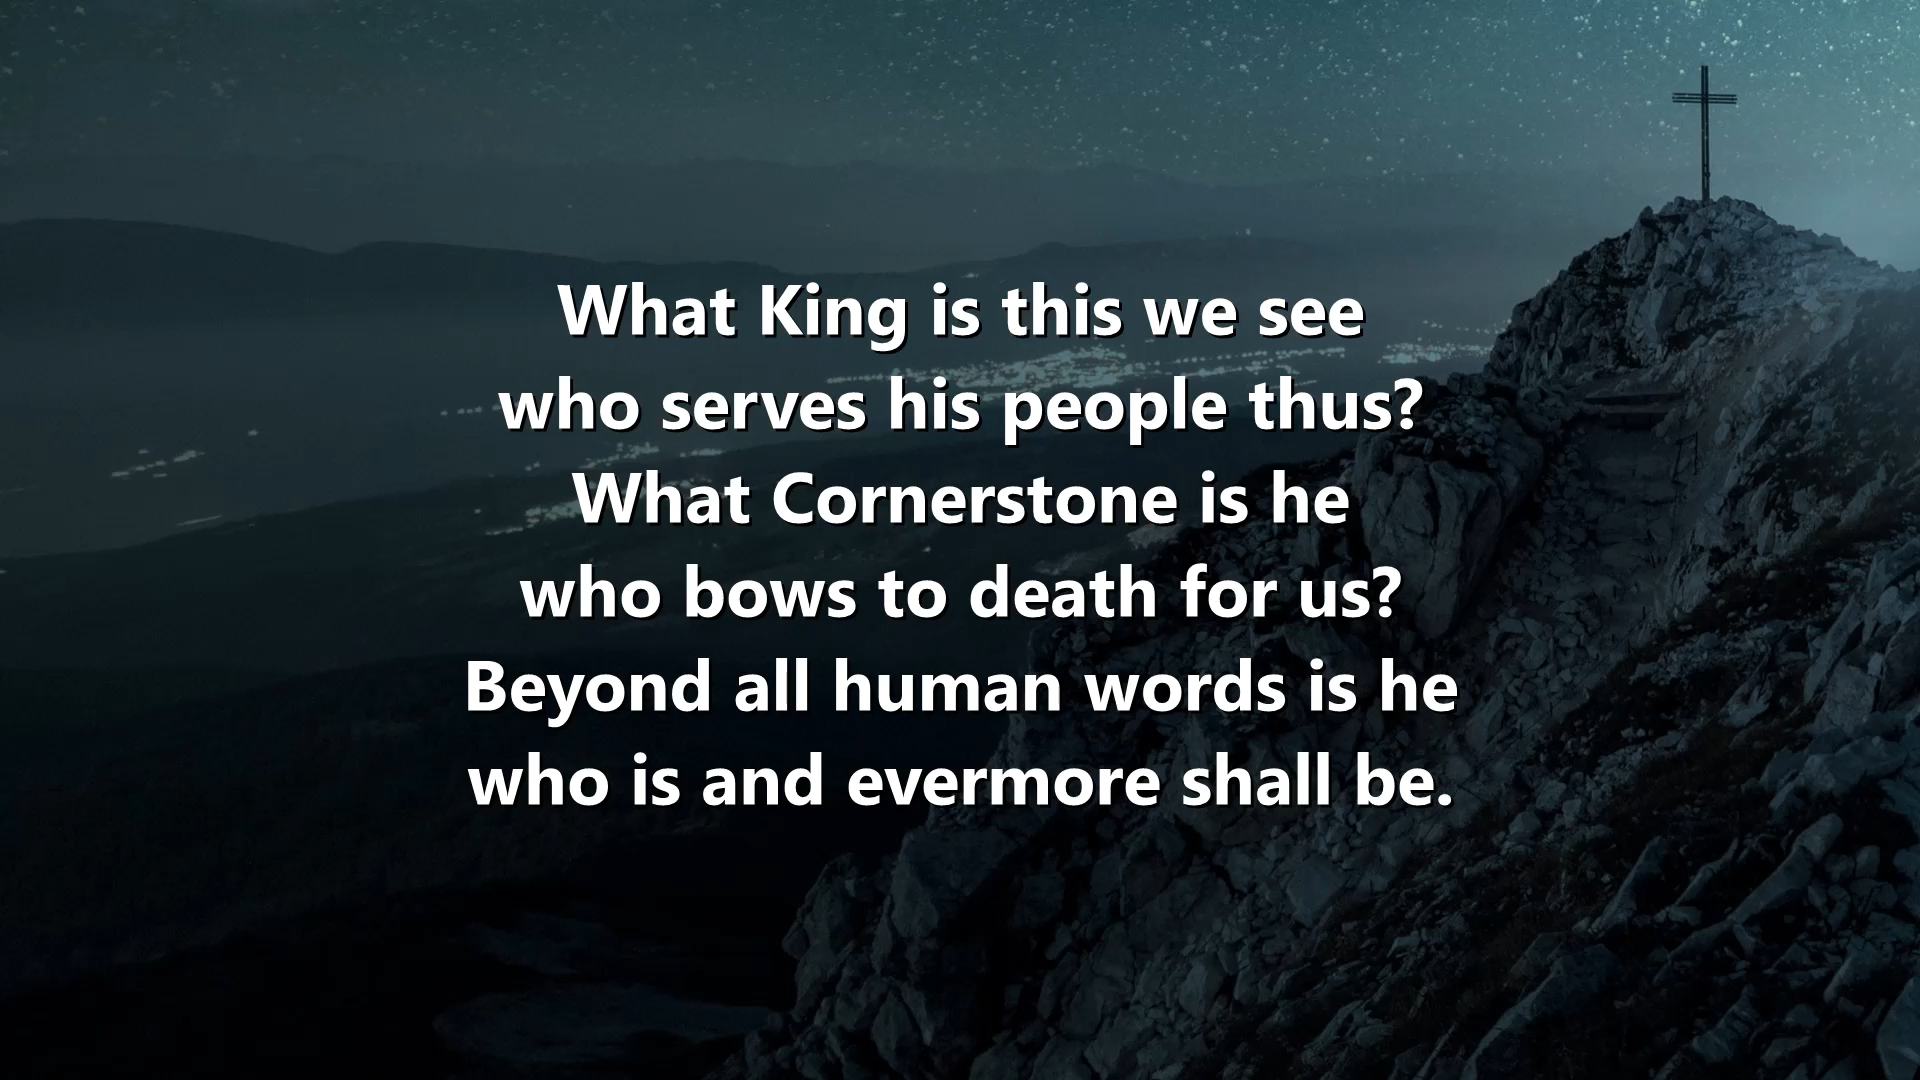 What King is this we see
who serves his people thus?
What Cornerstone is he
who bows to death for us?
Beyond all human words is he
who is and evermore shall be.